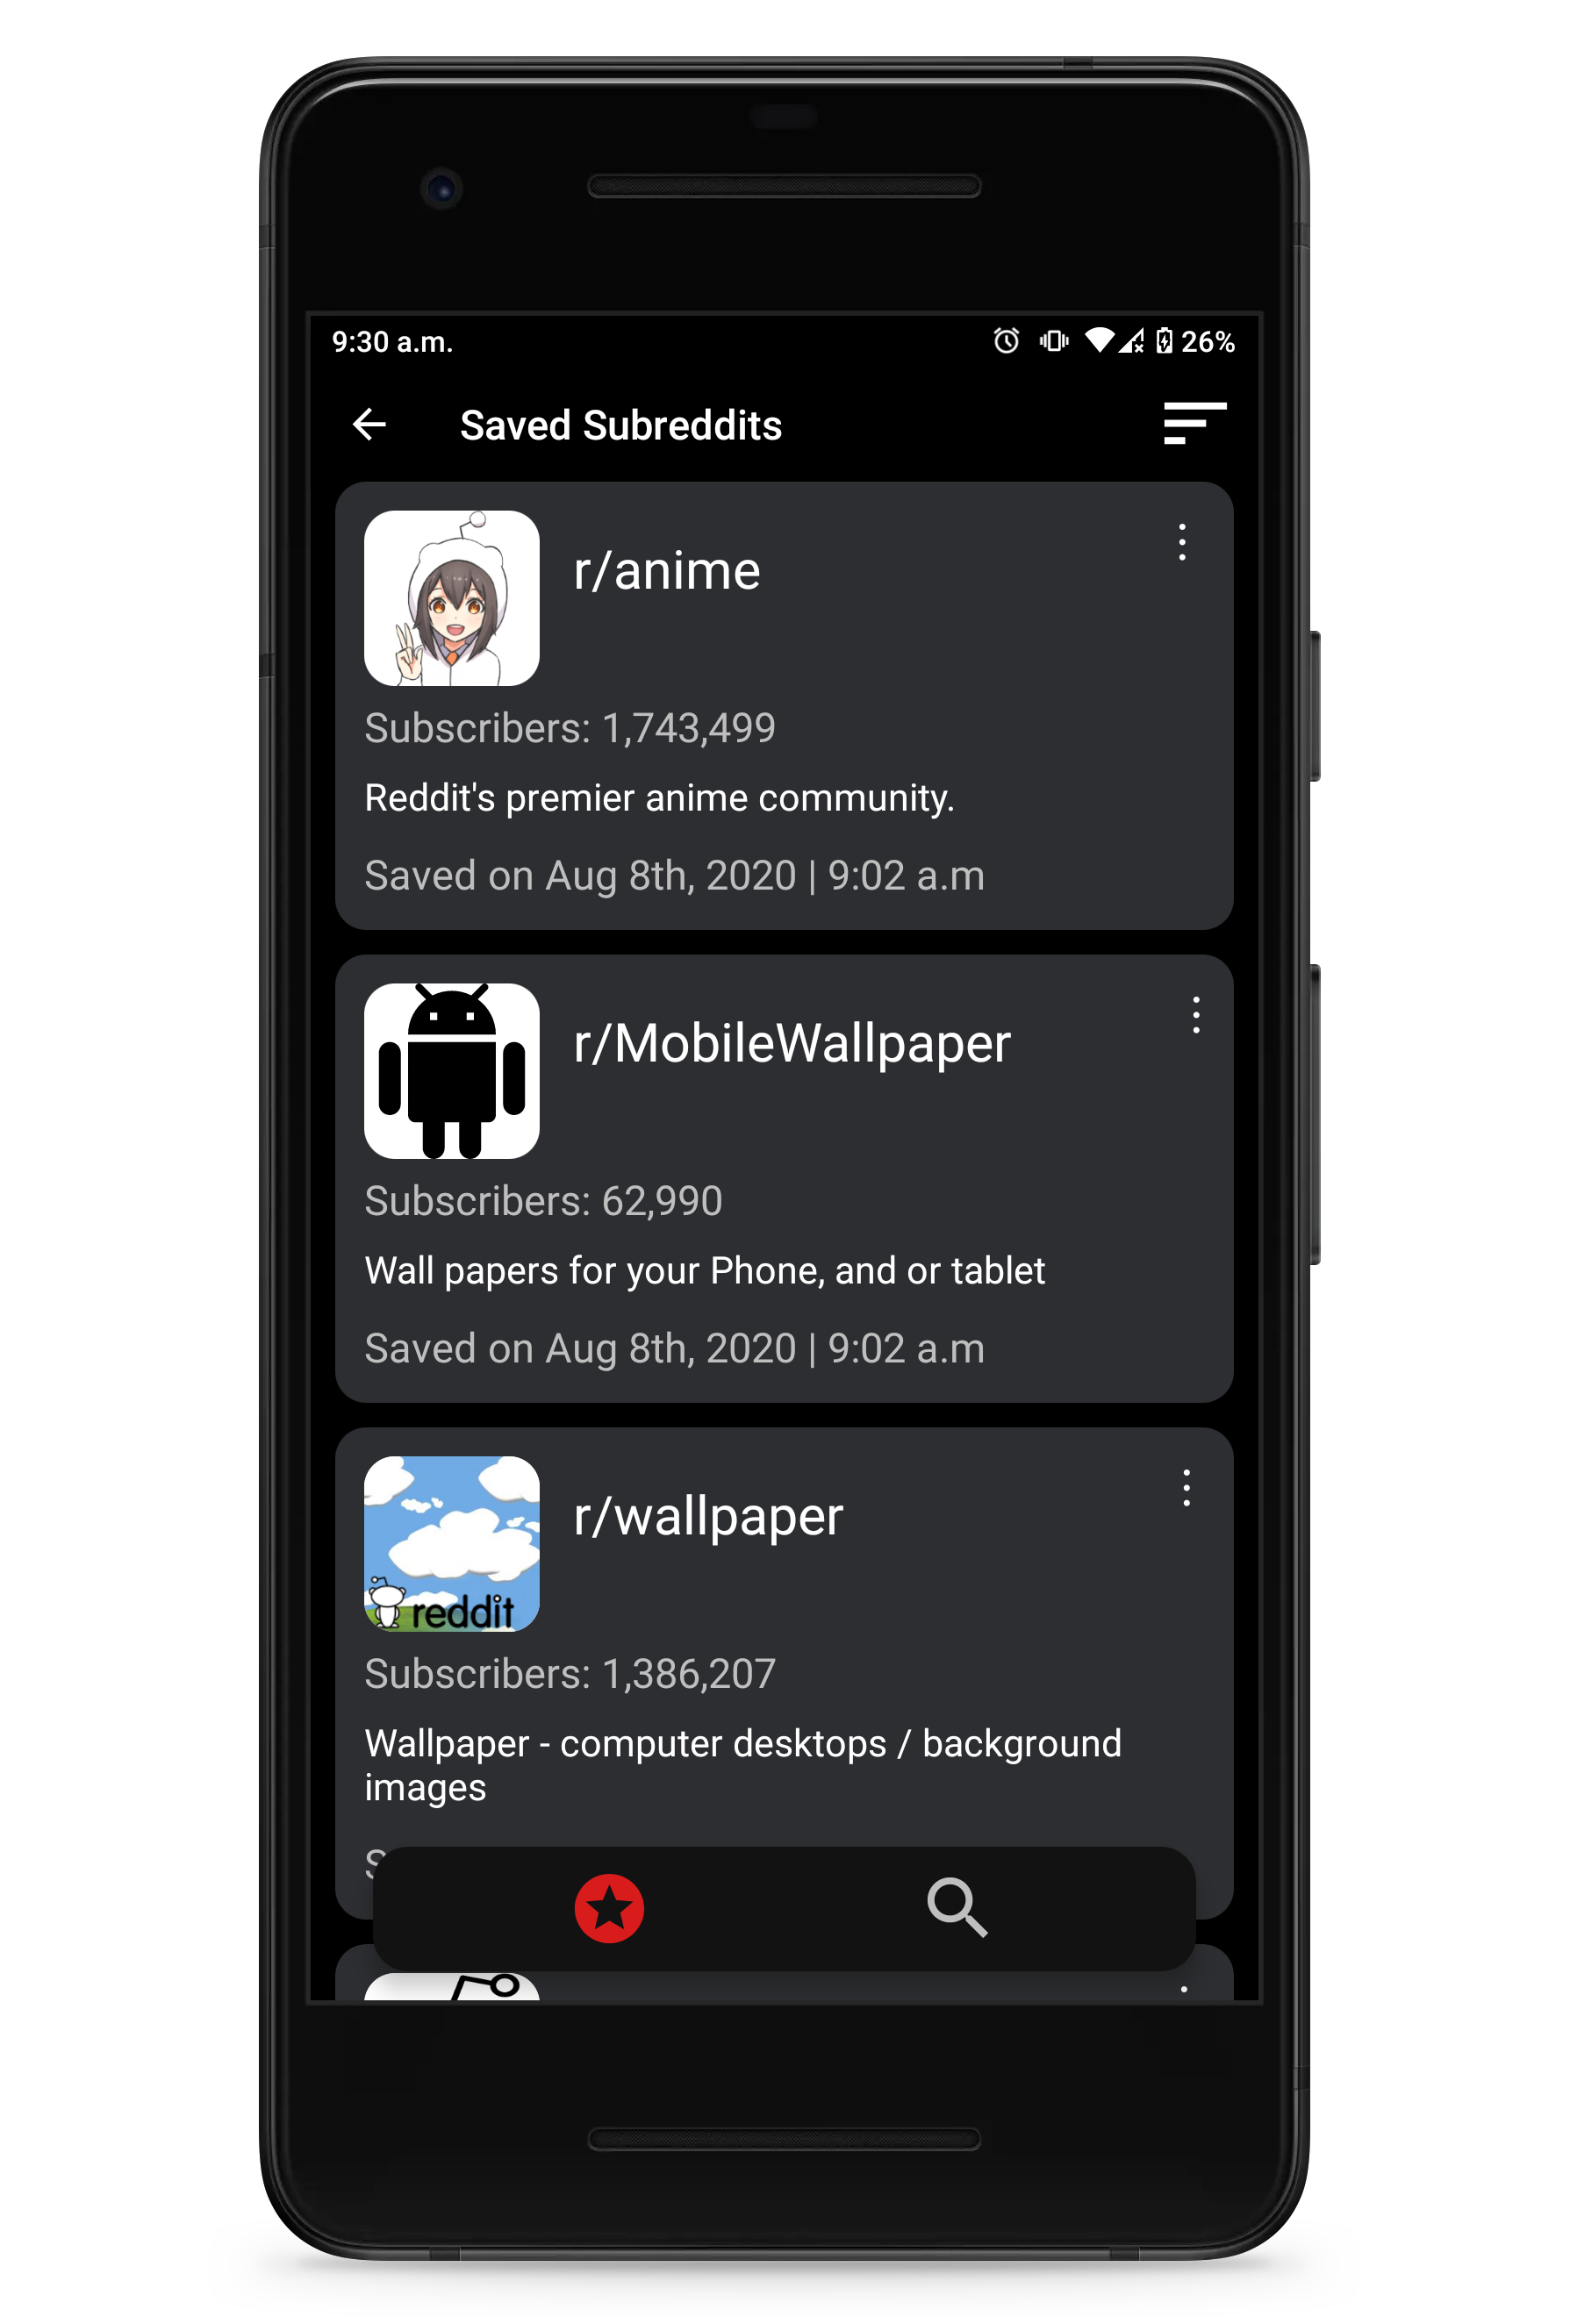 9:30 a.m. 26%
Saved Subreddits
r/anime
Subscribers: 1,743,499
Reddit's premier anime community.
Saved on Aug 8th, 2020 | 9:02 a.m
r/MobileWallpaper
Subscribers: 62,990
Wall papers for your Phone, and or tablet
Saved on Aug 8th, 2020 | 9:02 a.m
r/wallpaper
reddit
Subscribers: 1,386,207
Wallpaper - computer desktops / background
images